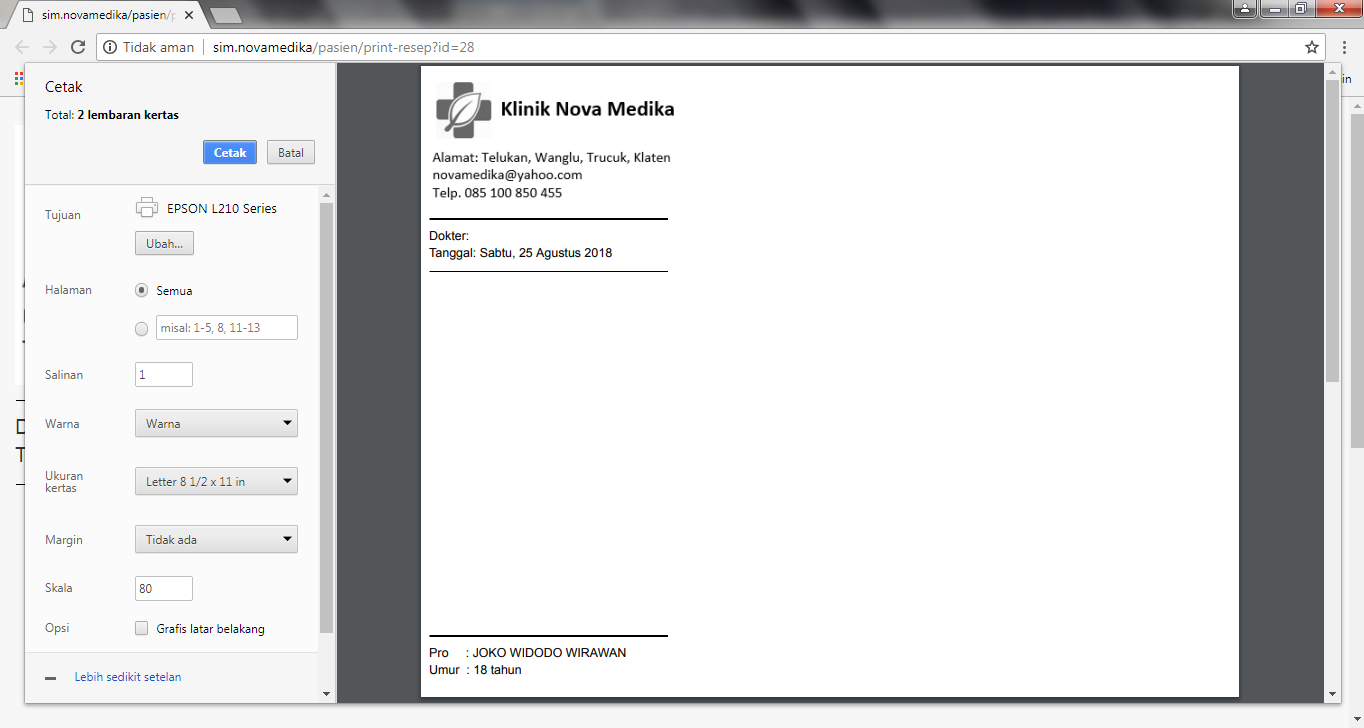 sim.novamedika/pasien/p
Tidak aman
sim.novamedika/pasien/print-resep?id=28
in
Cetak
Total: 2 lembaran kertas
Cetak
Batal
Tujuan
EPSON L210 Series
Ubah...
Halaman
Semua
misal: 1-5, 8, 11-13
Salinan
1
Warna
Warna
Ukuran
kertas
Letter 8 1/2 x 11 in
Margin
Tidak ada
Skala
80
Opsi
Grafis latar belakang
Lebih sedikit setelan
Klinik Nova Medika
Alamat: Telukan, Wanglu, Trucuk, Klaten
novamedika@yahoo.com
Telp. 085 100 850 455
Dokter:
Tanggal: Sabtu, 25 Agustus 2018
Pro : JOKO WIDODO WIRAWAN
Umur : 18 tahun